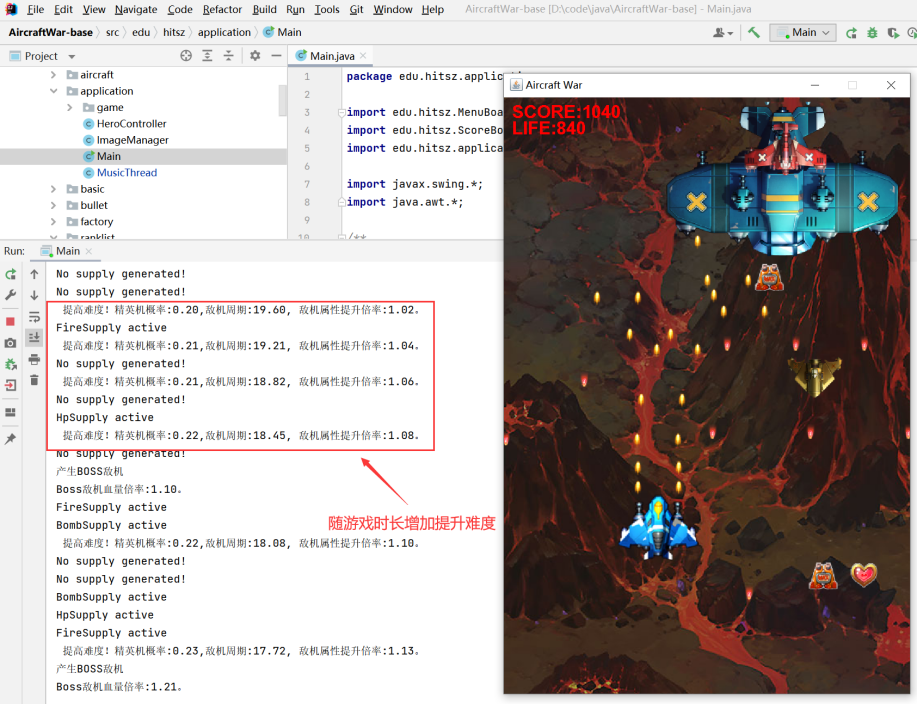 File Edit View Navigate Code Refactor Build Run Tools Git Window Help AircraftWar-base [D:\code\java\AircraftWar-base] - Main.java
AircraftWar-base src edu hitsz application Main
Main
Project
Main.java
aircraft
application
game
HeroController
ImageManager
Main
MusicThread
basic
bullet
factory
ranklist
1 package edu.hitsz.applic
2
3 import edu.hitsz.MenuBoa
4 import edu.hitsz.ScoreBo
5 import edu.hitsz.applica
6
7 import javax.swing.*;
8 import java.awt.*;
9
10 /**
Run: Main
No supply generated!
No supply generated!
提高难度! 精英机概率:0.20,敌机周期:19.60, 敌机属性提升倍率:1.02。
FireSupply active
提高难度! 精英机概率:0.21,敌机周期:19.21, 敌机属性提升倍率:1.04。
No supply generated!
提高难度! 精英机概率:0.21,敌机周期:18.82, 敌机属性提升倍率:1.06。
No supply generated!
HpSupply active
提高难度! 精英机概率:0.22,敌机周期:18.45, 敌机属性提升倍率:1.08。
No supply generated!
产生BOSS敌机
Boss敌机血量倍率:1.10。
FireSupply active
BombSupply active
提高难度! 精英机概率:0.22,敌机周期:18.08, 敌机属性提升倍率:1.10。
No supply generated!
No supply generated!
BombSupply active
HpSupply active
FireSupply active
提高难度! 精英机概率:0.23,敌机周期:17.72, 敌机属性提升倍率:1.13。
产生BOSS敌机
Boss敌机血量倍率:1.21。
随游戏时长增加提升难度
Aircraft War
SCORE:1040
LIFE:840